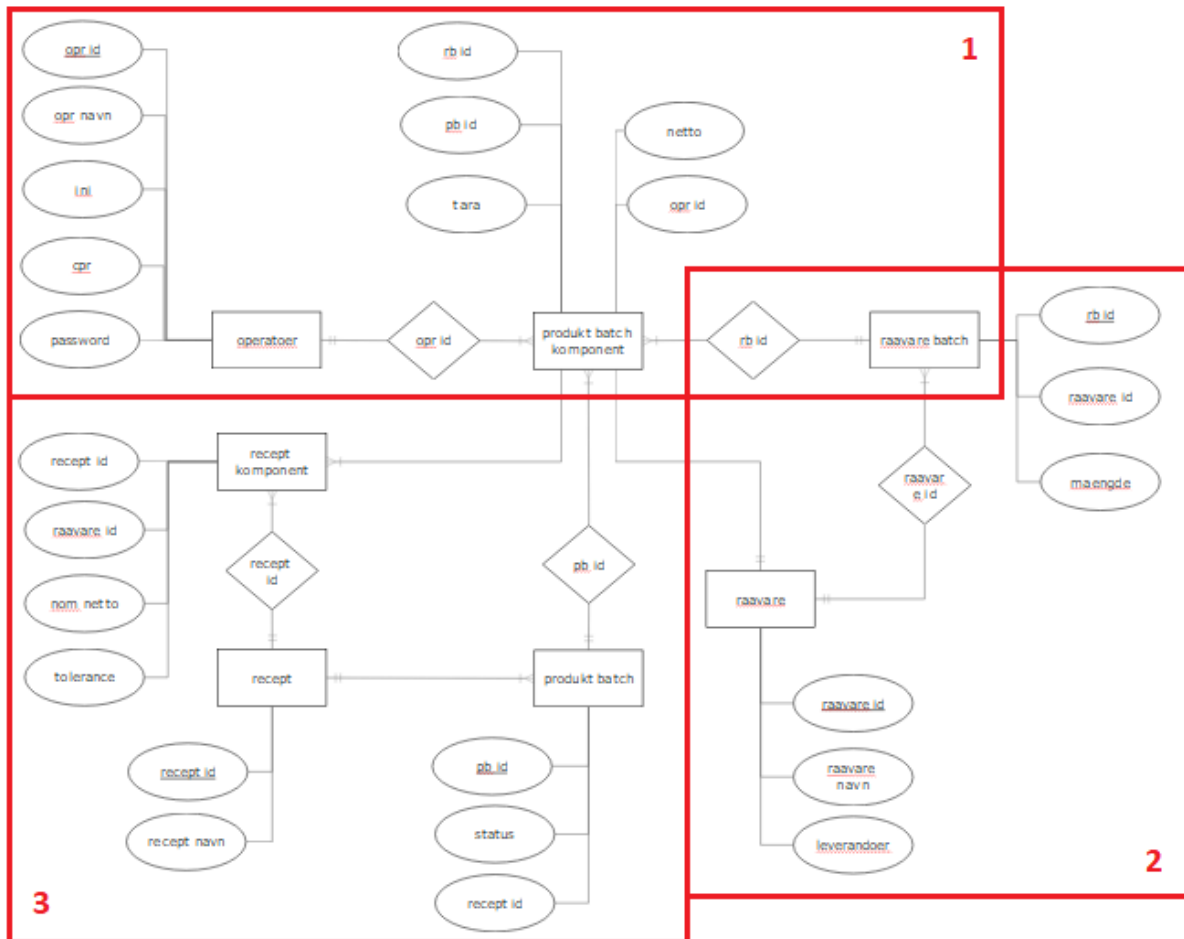 1
opr id
opr navn
ini
cpr
password
rb id
pb id
tara
netto
opr id
operatoer
opr id
produkt batch
komponent
rb id
raavare batch
rb id
raavare id
maengde
raavar
e id
2
raavare
raavare id
raavare
navn
leverandoer
recept id
raavare id
nom netto
tolerance
recept
komponent
recept
id
pb id
recept
produkt batch
recept id
recept navn
pb id
status
recept id
3